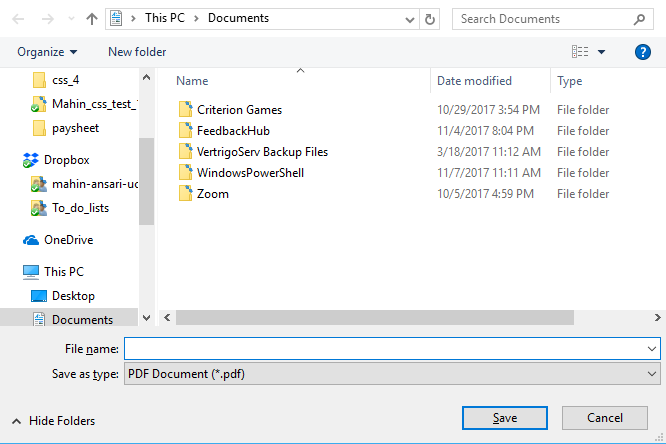 This PC > Documents
Search Documents
Organize
New folder
Name
Date modified
Type
css_4
Mahin_css_test_
paysheet
Dropbox
mahin-ansari-uc
To_do_lists
OneDrive
This PC
Desktop
Documents
Criterion Games 10/29/2017 3:54 PM File folder
FeedbackHub 11/4/2017 8:04 PM File folder
VertrigoServ Backup Files 3/18/2017 11:12 AM File folder
WindowsPowerShell 11/7/2017 11:11 AM File folder
Zoom 10/5/2017 4:59 PM File folder
File name:
Save as type: PDF Document (*.pdf)
Hide Folders
Save
Cancel